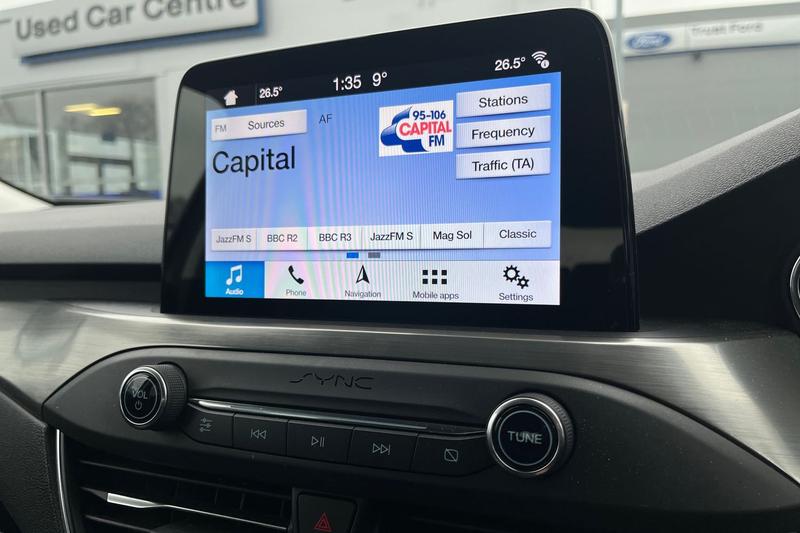 Used Car Centre
Ford
Trust Ford
26.5°
1:35
9°
26.5°
FM
Sources
AF
95-106
CAPITAL
FM
Stations
Frequency
Traffic (TA)
Capital
JazzFM S
BBC R2
BBC R3
JazzFM S
Mag Sol
Classic
Audio
Phone
Navigation
Mobile apps
Settings
SYNC
VOL
TUNE